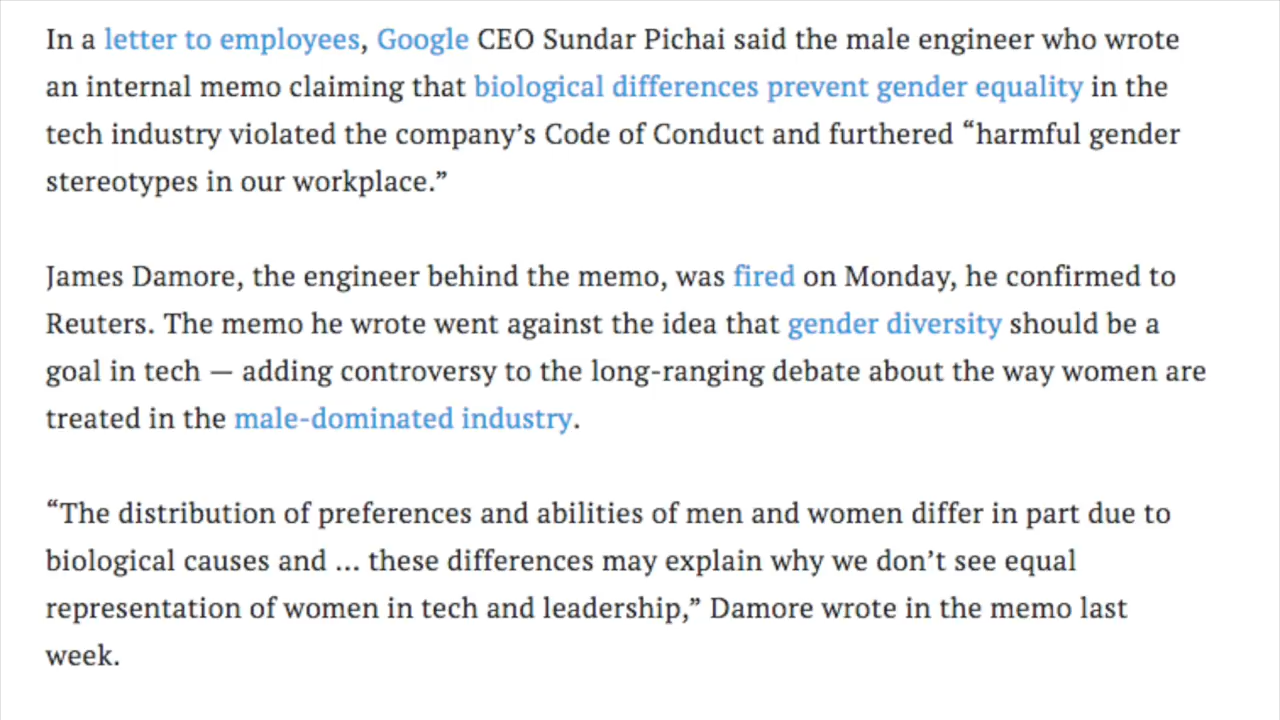 In a letter to employees, Google CEO Sundar Pichai said the male engineer who wrote
an internal memo claiming that biological differences prevent gender equality in the
tech industry violated the company’s Code of Conduct and furthered “harmful gender
stereotypes in our workplace.”
James Damore, the engineer behind the memo, was fired on Monday, he confirmed to
Reuters. The memo he wrote went against the idea that gender diversity should be a
goal in tech — adding controversy to the long-ranging debate about the way women are
treated in the male-dominated industry.
“The distribution of preferences and abilities of men and women differ in part due to
biological causes and ... these differences may explain why we don’t see equal
representation of women in tech and leadership,” Damore wrote in the memo last
week.